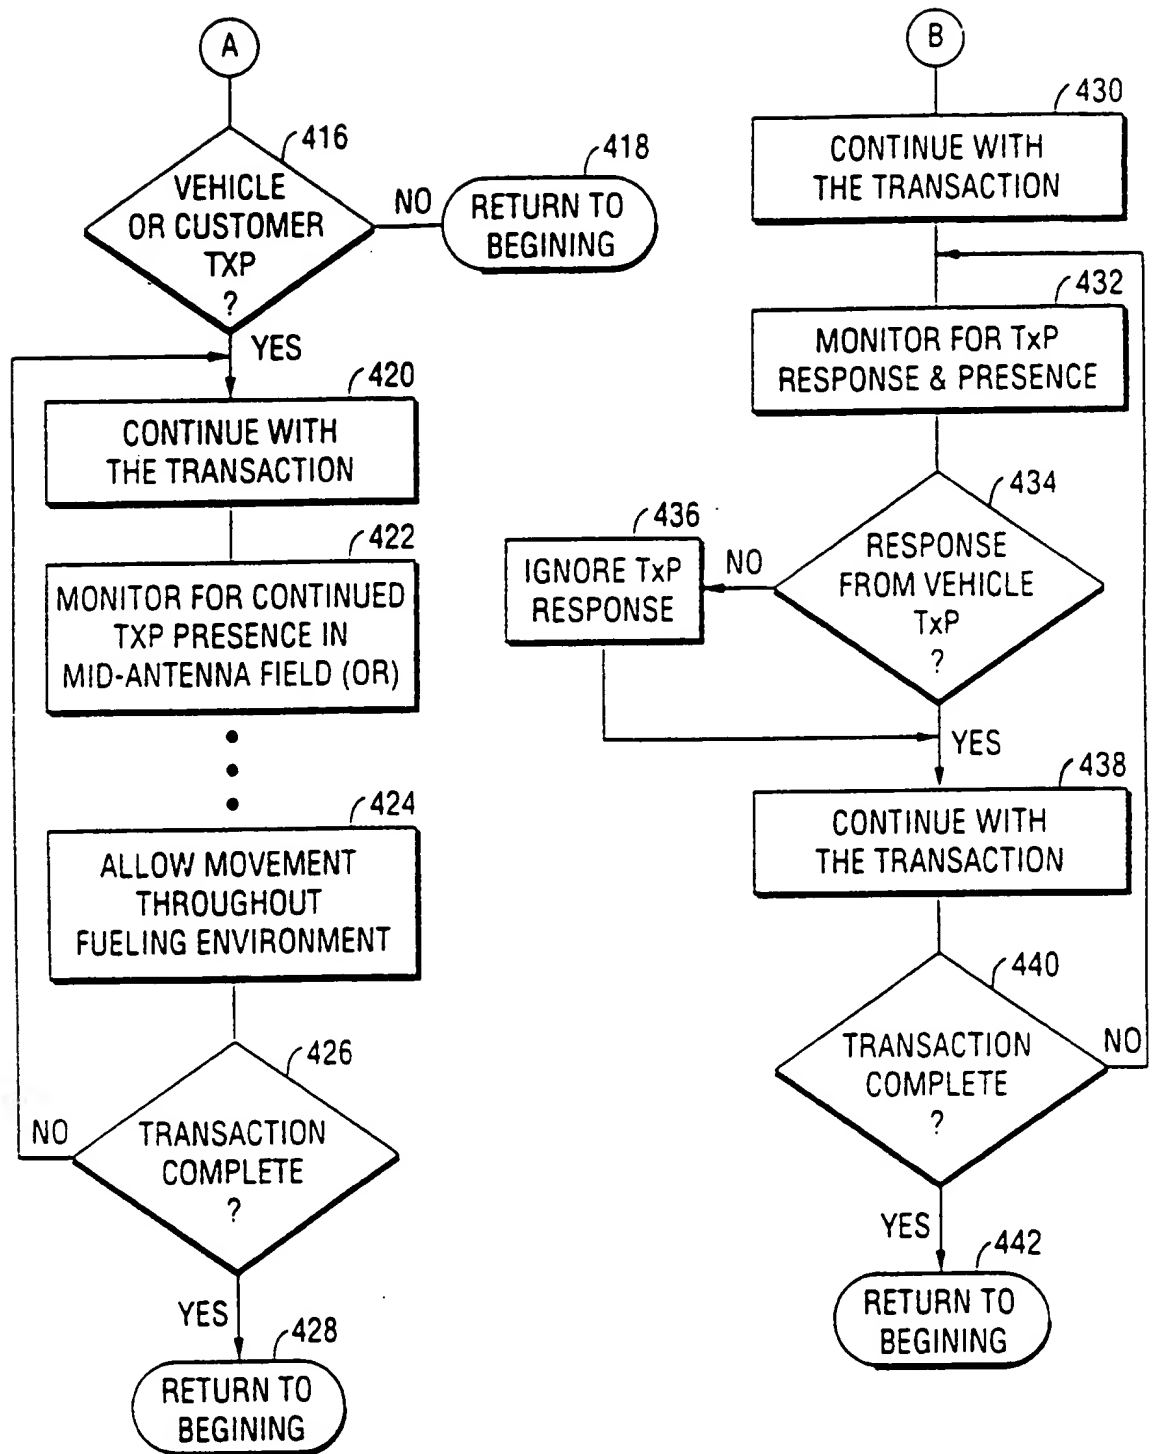 A
416
VEHICLE
OR CUSTOMER
TXP
?
NO
418
RETURN TO
BEGINING
YES
420
CONTINUE WITH
THE TRANSACTION
422
MONITOR FOR CONTINUED
TXP PRESENCE IN
MID-ANTENNA FIELD (OR)
424
ALLOW MOVEMENT
THROUGHOUT
FUELING ENVIRONMENT
426
TRANSACTION
COMPLETE
?
NO
YES
428
RETURN TO
BEGINING
B
430
CONTINUE WITH
THE TRANSACTION
432
MONITOR FOR TxP
RESPONSE & PRESENCE
434
RESPONSE
FROM VEHICLE
TxP
?
NO
436
IGNORE TxP
RESPONSE
YES
438
CONTINUE WITH
THE TRANSACTION
440
TRANSACTION
COMPLETE
?
NO
YES
442
RETURN TO
BEGINING